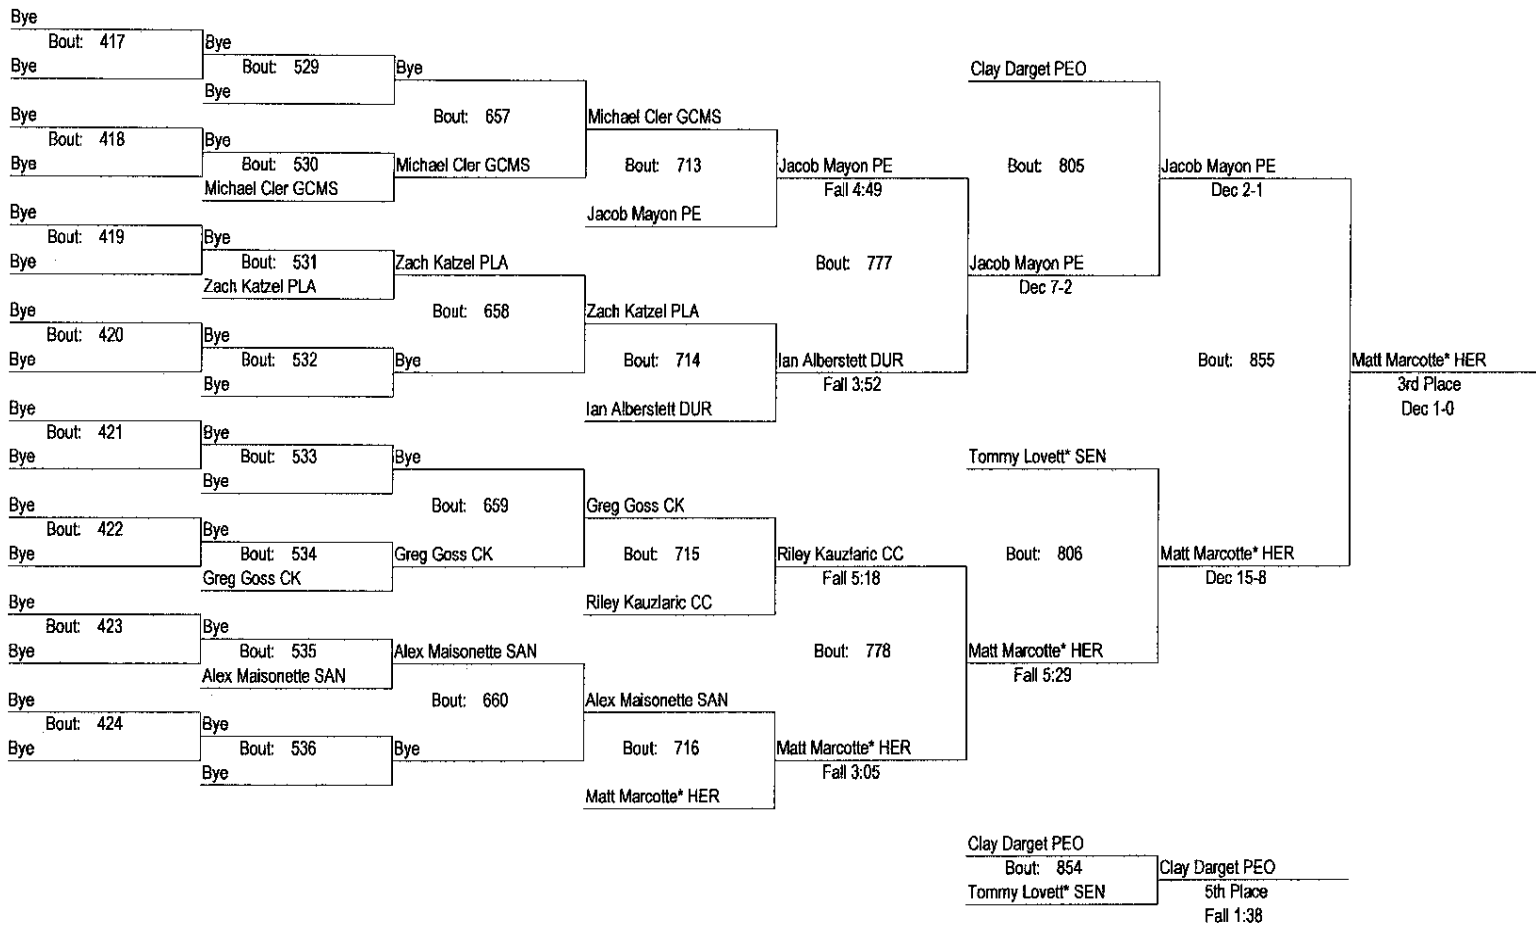 Bye
Bout: 417
Bye
Bye
Bout: 529
Bye
Bye
Bout: 418
Bye
Bye
Bout: 530
Michael Cler GCMS
Bye
Bout: 657
Michael Cler GCMS
Bye
Bout: 419
Bye
Bye
Bout: 531
Zach Katzel PLA
Bye
Bout: 420
Bye
Bye
Bout: 532
Bye
Zach Katzel PLA
Bout: 658
Bye
Bye
Bout: 421
Bye
Bye
Bout: 533
Bye
Bye
Bout: 422
Bye
Bye
Bout: 534
Greg Goss CK
Bye
Bout: 659
Greg Goss CK
Bye
Bout: 423
Bye
Bye
Bout: 535
Alex Maisonette SAN
Bye
Bout: 424
Bye
Bye
Bout: 536
Bye
Alex Maisonette SAN
Bout: 660
Bye
Michael Cler GCMS
Bout: 713
Jacob Mayon PE
Zach Katzel PLA
Bout: 714
Ian Alberstett DUR
Greg Goss CK
Bout: 715
Riley Kauzlaric CC
Alex Maisonette SAN
Bout: 716
Matt Marcotte* HER
Jacob Mayon PE
Fall 4:49
Bout: 777
Ian Alberstett DUR
Fall 3:52
Riley Kauzlaric CC
Fall 5:18
Bout: 778
Matt Marcotte* HER
Fall 3:05
Clay Darget PEO
Bout: 805
Jacob Mayon PE
Dec 7-2
Tommy Lovett* SEN
Bout: 806
Matt Marcotte* HER
Fall 5:29
Jacob Mayon PE
Dec 2-1
Bout: 855
Matt Marcotte* HER
Dec 15-8
Matt Marcotte* HER
3rd Place
Dec 1-0
Clay Darget PEO
Bout: 854
Tommy Lovett* SEN
Clay Darget PEO
5th Place
Fall 1:38